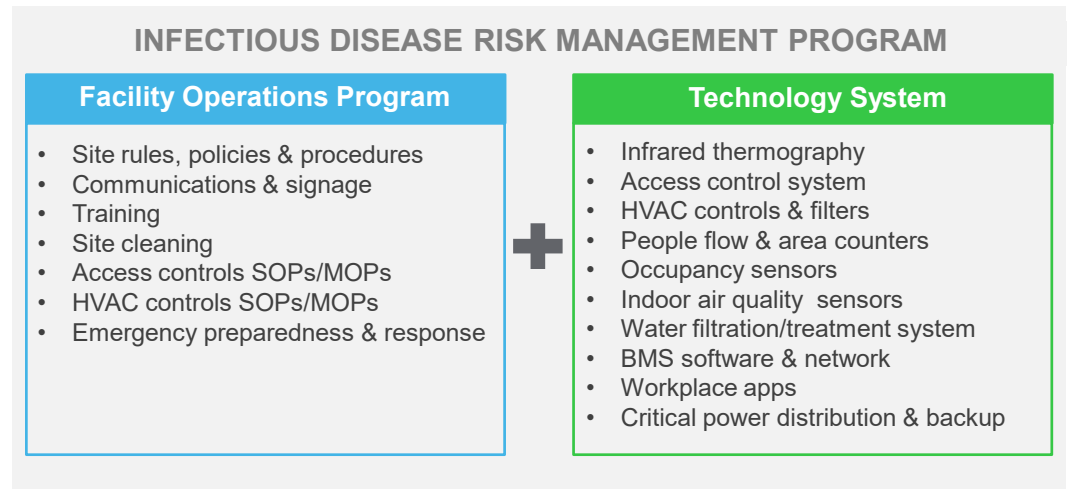 INFECTIOUS DISEASE RISK MANAGEMENT PROGRAM
Facility Operations Program
• Site rules, policies & procedures
• Communications & signage
• Training
• Site cleaning
• Access controls SOPs/MOPs
• HVAC controls SOPs/MOPs
• Emergency preparedness & response
Technology System
• Infrared thermography
• Access control system
• HVAC controls & filters
• People flow & area counters
• Occupancy sensors
• Indoor air quality sensors
• Water filtration/treatment system
• BMS software & network
• Workplace apps
• Critical power distribution & backup